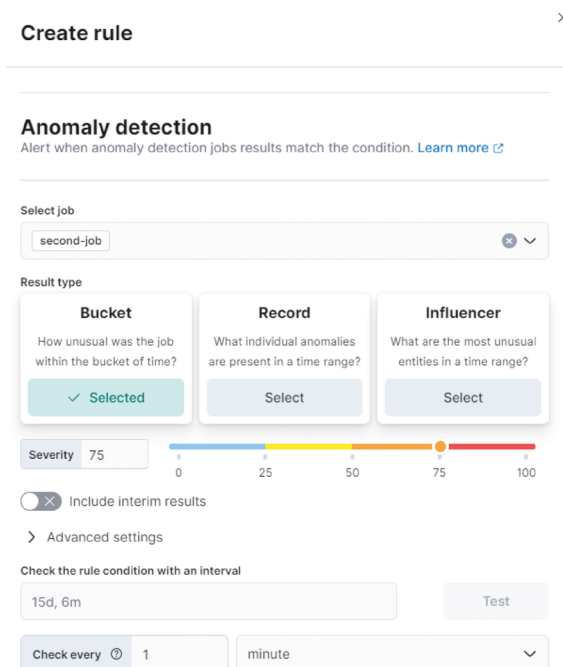 Create rule
Anomaly detection
Alert when anomaly detection jobs results match the condition. Learn more
Select job
second-job
Result type
Bucket
How unusual was the job
within the bucket of time?
Selected
Record
What individual anomalies
are present in a time range?
Select
Influencer
What are the most unusual
entities in a time range?
Select
Severity 75
0 25 50 75 100
Include interim results
Advanced settings
Check the rule condition with an interval
15d, 6m Test
Check every 1 minute